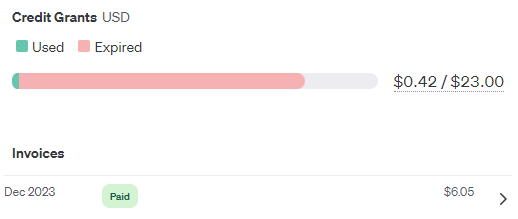 Credit Grants USD
Used Expired
$0.42 / $23.00
Invoices
Dec 2023 Paid $6.05